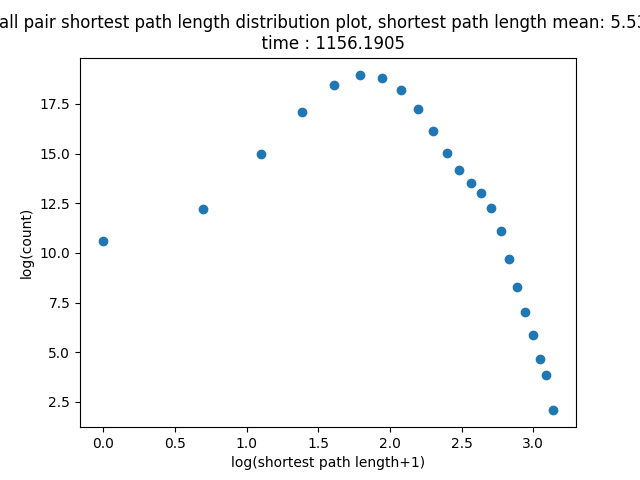 all pair shortest path length distribution plot, shortest path length mean: 5.53
time : 1156.1905
17.5
15.0
12.5
10.0
7.5
5.0
2.5
log(count)
0.0 0.5 1.0 1.5 2.0 2.5 3.0
log(shortest path length+1)